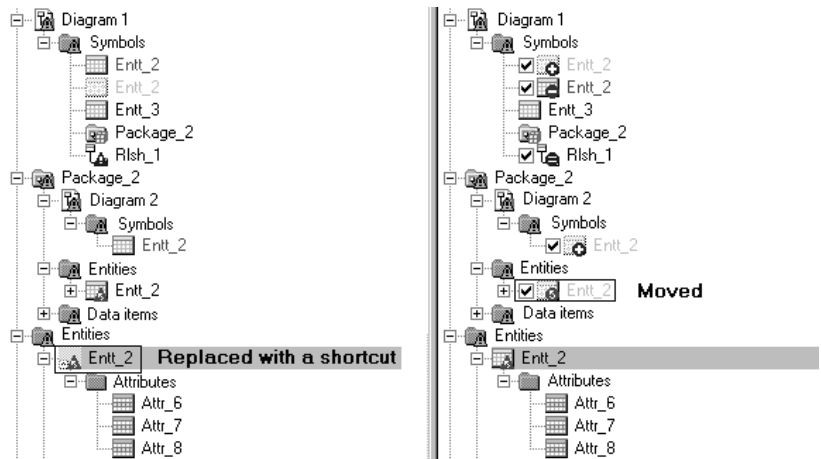 Diagram 1
Symbols
Entt_2
Entt_2
Entt_3
Package_2
Rlsh_1
Package_2
Diagram 2
Symbols
Entt_2
Entities
Entt_2
Data items
Entities
Entt_2 Replaced with a shortcut
Attributes
Attr_6
Attr_7
Attr_8
Diagram 1
Symbols
Entt_2
Entt_2
Entt_3
Package_2
Rlsh_1
Package_2
Diagram 2
Symbols
Entt_2
Entities
Entt_2 Moved
Data items
Entities
Entt_2
Attributes
Attr_6
Attr_7
Attr_8